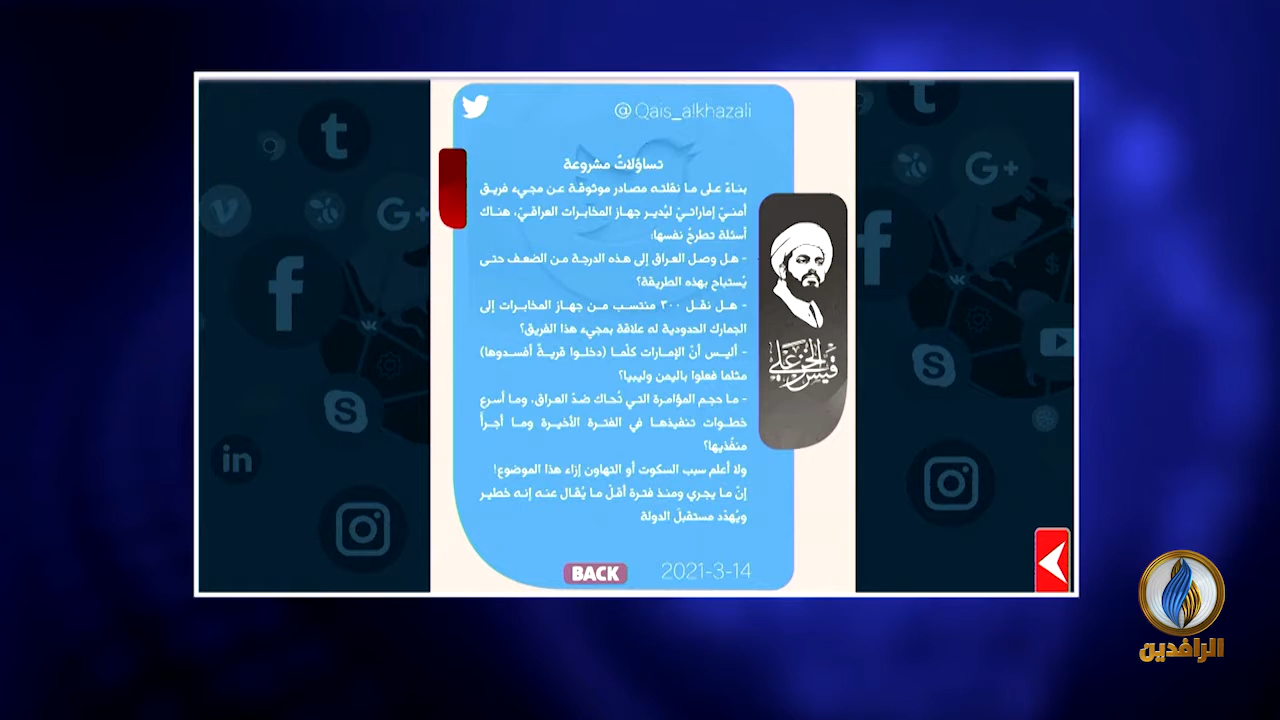 @Qais_alkhazali
تساؤلاتٌ مشروعة
بناءً على ما نقلته مصادر موثوقة عن مجيء فريق
أمنيّ إماراتيّ ليُدير جهاز المخابرات العراقيّ، هناك
أسئلة تطرحُ نفسها:
- هل وصل العراق إلى هذه الدرجة من الضعف حتى
يُستباح بهذه الطريقة؟
- هل نقل ٣٠٠ منتسب من جهاز المخابرات إلى
الجمارك الحدودية له علاقة بمجيء هذا الفريق؟
- أليس أنّ الإمارات كلّما (دخلوا قريةً أفسدوها)
مثلما فعلوا باليمن وليبيا؟
- ما حجم المؤامرة التي تُحاك ضدّ العراق، وما أسرع
خطوات تنفيذها في الفترة الأخيرة وما أجرأ
منفّذيها؟
ولا أعلم سبب السكوت أو التهاون إزاء هذا الموضوع!
إنّ ما يجري ومنذ فترة أقلّ ما يُقال عنه إنه خطير
ويُهدّد مستقبلَ الدولة
2021-3-14
BACK
قيس الخزعلي
الرافدين